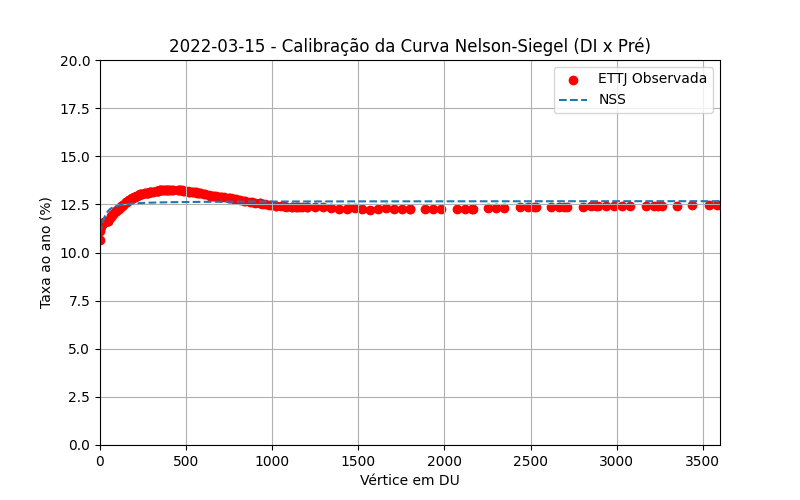 2022-03-15 - Calibração da Curva Nelson-Siegel (DI x Pré)
ETTJ Observada
NSS
Taxa ao ano (%)
20.0
17.5
15.0
12.5
10.0
7.5
5.0
2.5
0.0
0 500 1000 1500 2000 2500 3000 3500
Vértice em DU